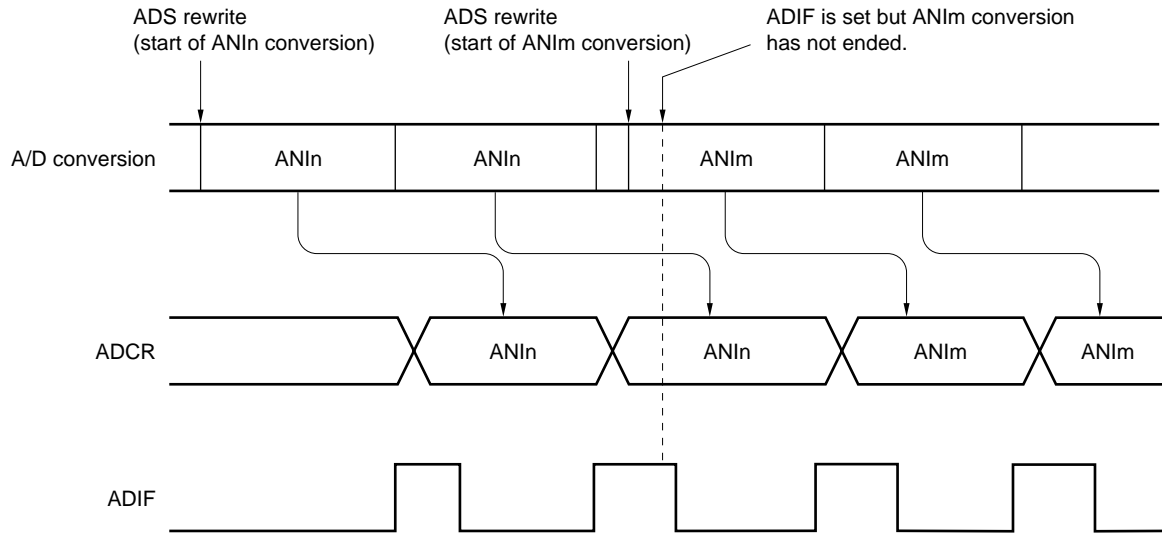 ADS rewrite
(start of ANIn conversion)
ADS rewrite
(start of ANIm conversion)
ADIF is set but ANIm conversion
has not ended.
A/D conversion
ANIn
ANIn
ANIm
ANIm
ADCR
ANIn
ANIn
ANIm
ANIm
ADIF